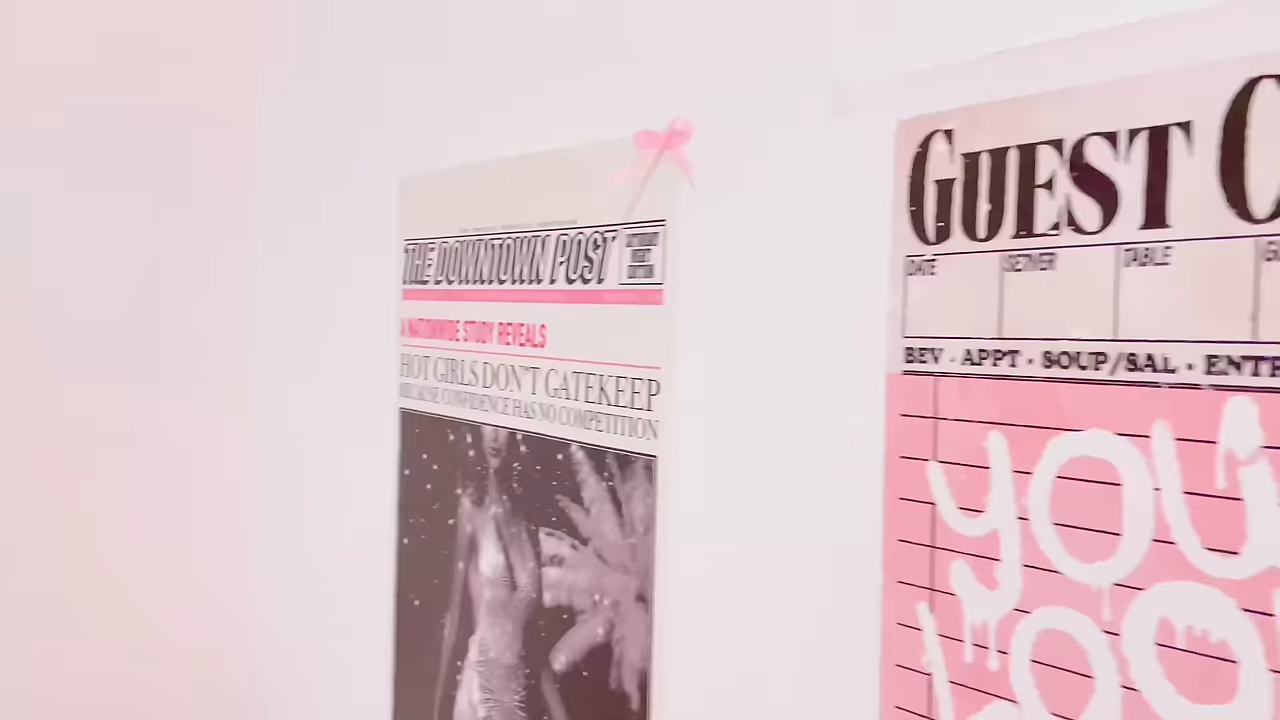 THE DOWNTOWN POST
A NATIONWIDE STUDY REVEALS
HOT GIRLS DON'T GATEKEEP
BECAUSE CONFIDENCE HAS NO COMPETITION
GUEST C
DATE SERVER TABLE
BEV - APPT - SOUP/SAL - ENTR
YOU
LOO